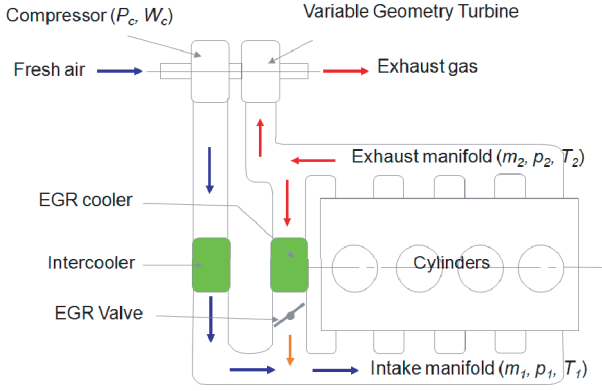 Compressor (Pc, Wc)
Variable Geometry Turbine
Fresh air
Exhaust gas
Exhaust manifold (m2, p2, T2)
EGR cooler
Intercooler
Cylinders
EGR Valve
Intake manifold (m1, p1, T1)